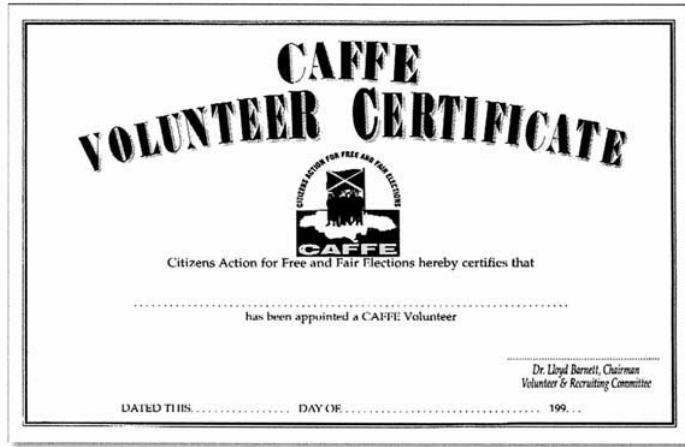 CAFFE
VOLUNTEER CERTIFICATE
CITIZENS ACTION FOR FREE AND FAIR ELECTIONS
CAFFE
Citizens Action for Free and Fair Elections hereby certifies that
................................................................
has been appointed a CAFFE Volunteer
................................
Dr. Lloyd Barnett, Chairman
Volunteer & Recruiting Committee
DATED THIS................ DAY OF.................................. 199...